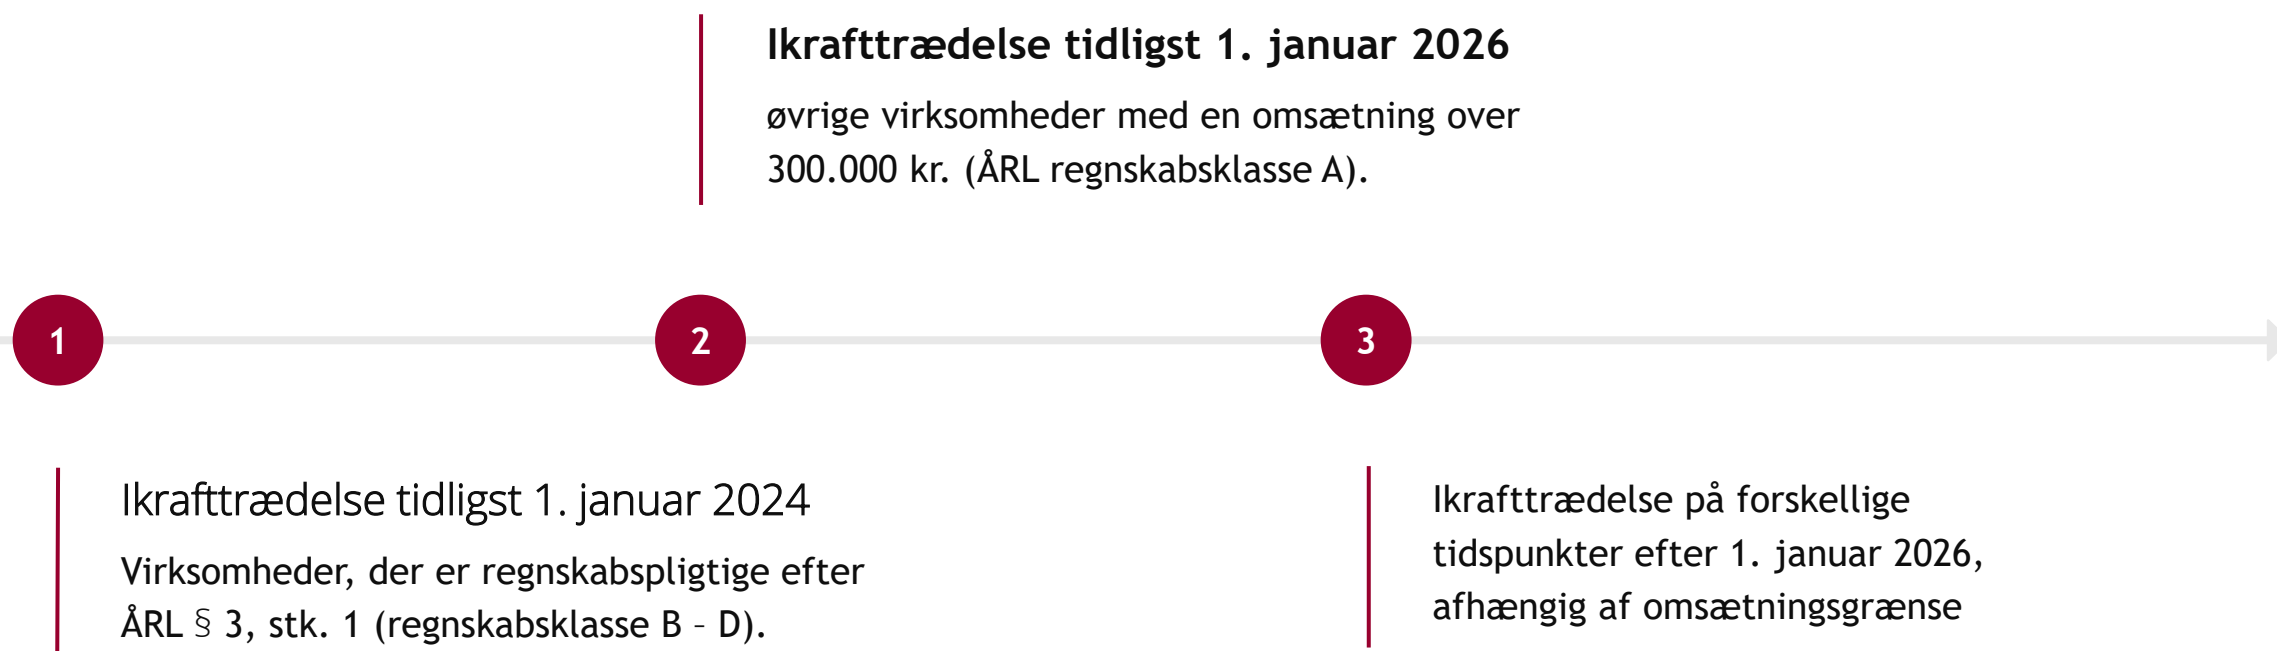 Ikrafttrædelse tidligst 1. januar 2026
øvrige virksomheder med en omsætning over
300.000 kr. (ÅRL regnskabsklasse A).
1
2
3
Ikrafttrædelse tidligst 1. januar 2024
Virksomheder, der er regnskabspligtige efter
ÅRL § 3, stk. 1 (regnskabsklasse B – D).
Ikrafttrædelse på forskellige
tidspunkter efter 1. januar 2026,
afhængig af omsætningsgrænse